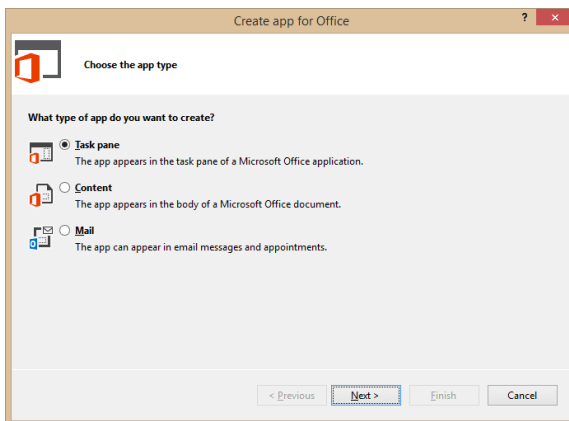 Create app for Office
?
×
Choose the app type
What type of app do you want to create?
Task pane
The app appears in the task pane of a Microsoft Office application.
Content
The app appears in the body of a Microsoft Office document.
Mail
The app can appear in email messages and appointments.
< Previous Next > Finish Cancel